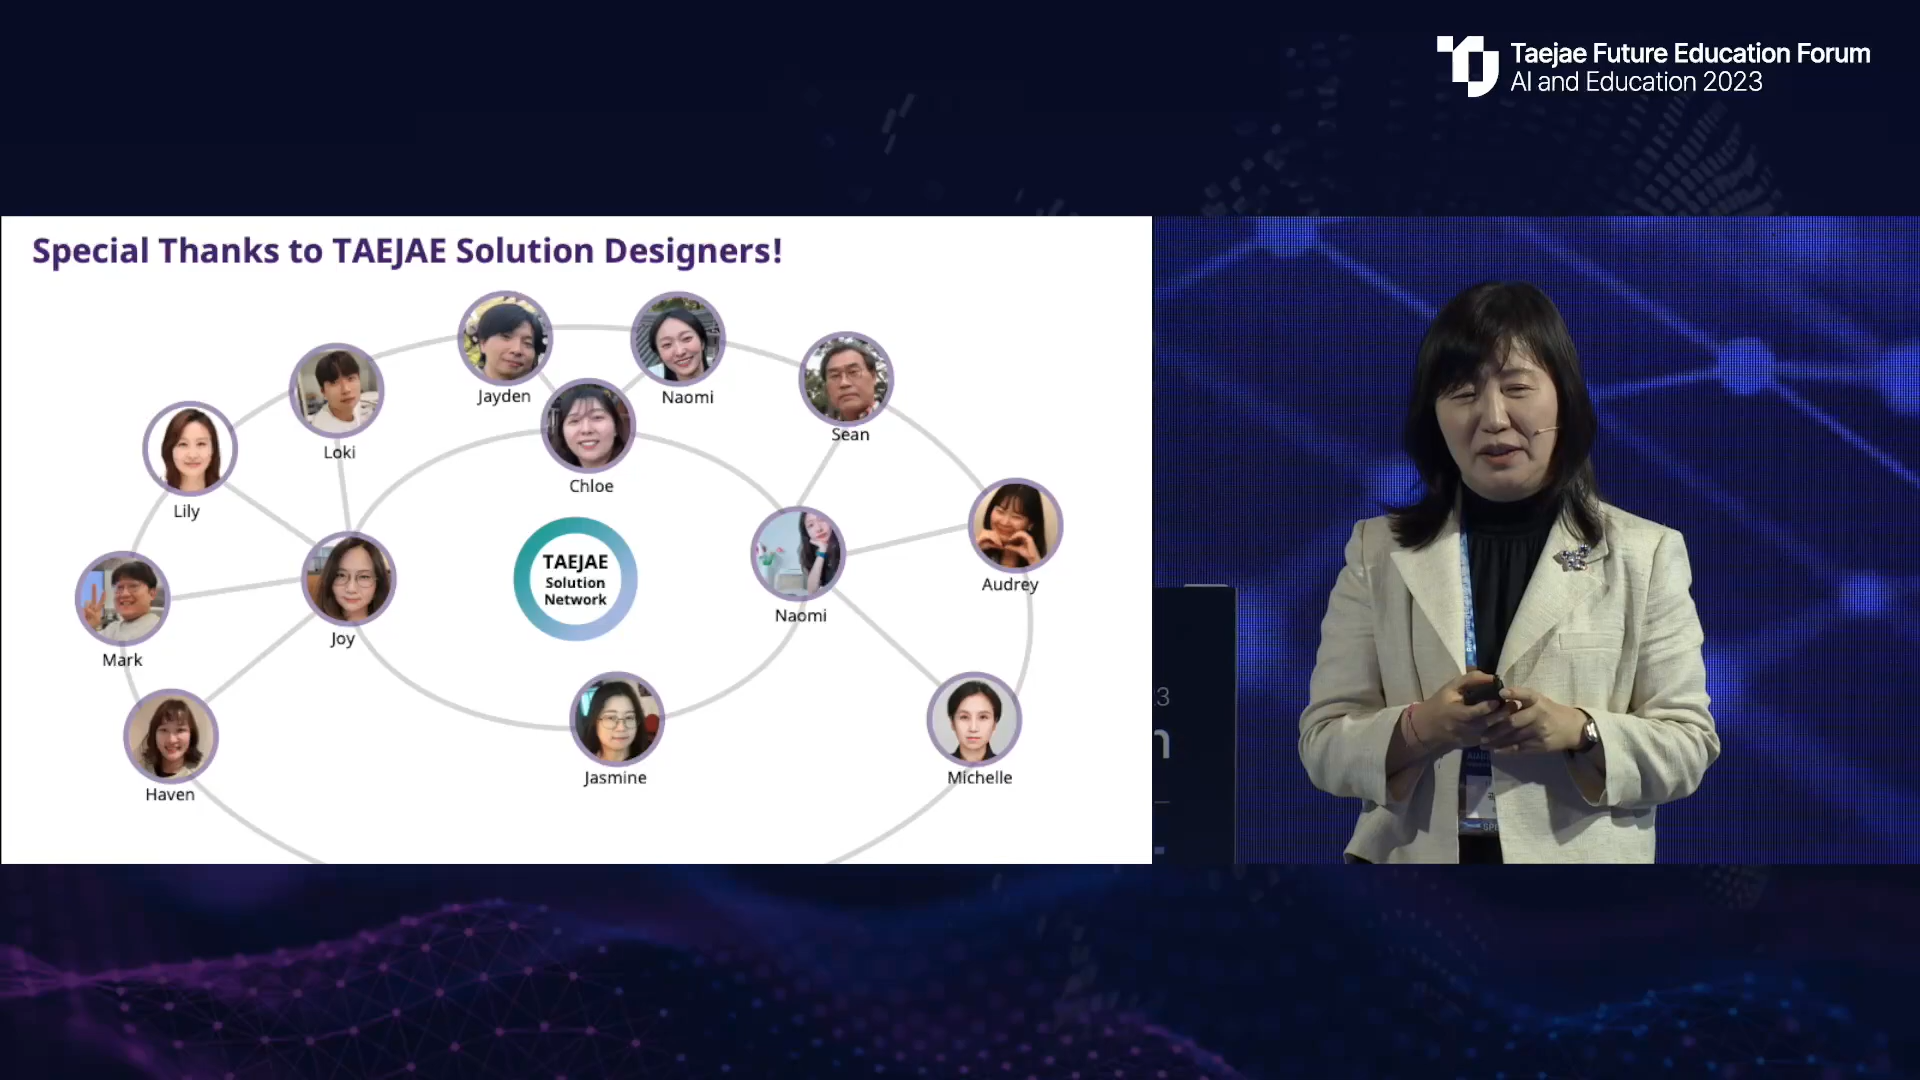 Taejae Future Education Forum
AI and Education 2023
Special Thanks to TAEJAE Solution Designers!
Jayden
Naomi
Sean
Loki
Chloe
Lily
Audrey
TAEJAE
Solution
Network
Naomi
Joy
Mark
Jasmine
Michelle
Haven